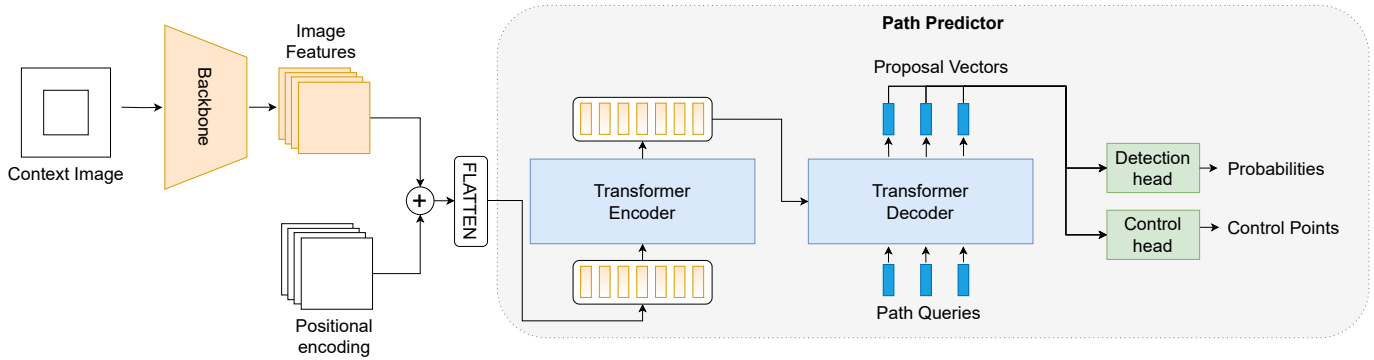 Path Predictor
Image
Features
Backbone
Context Image
Positional
encoding
+
FLATTEN
Transformer
Encoder
Proposal Vectors
Transformer
Decoder
Path Queries
Detection
head
Probabilities
Control
head
Control Points